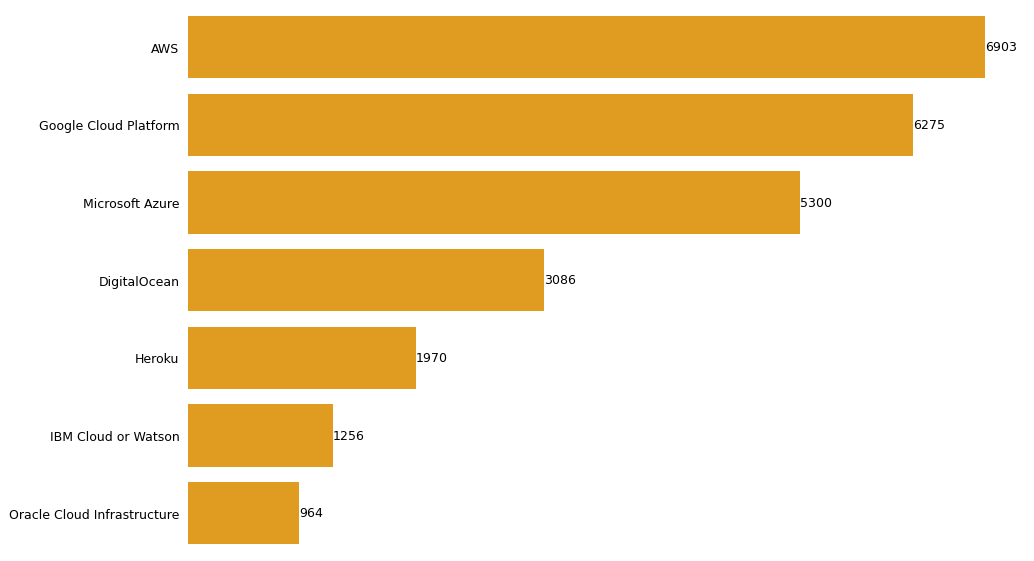 AWS 6903
Google Cloud Platform 6275
Microsoft Azure 5300
DigitalOcean 3086
Heroku 1970
IBM Cloud or Watson 1256
Oracle Cloud Infrastructure 964